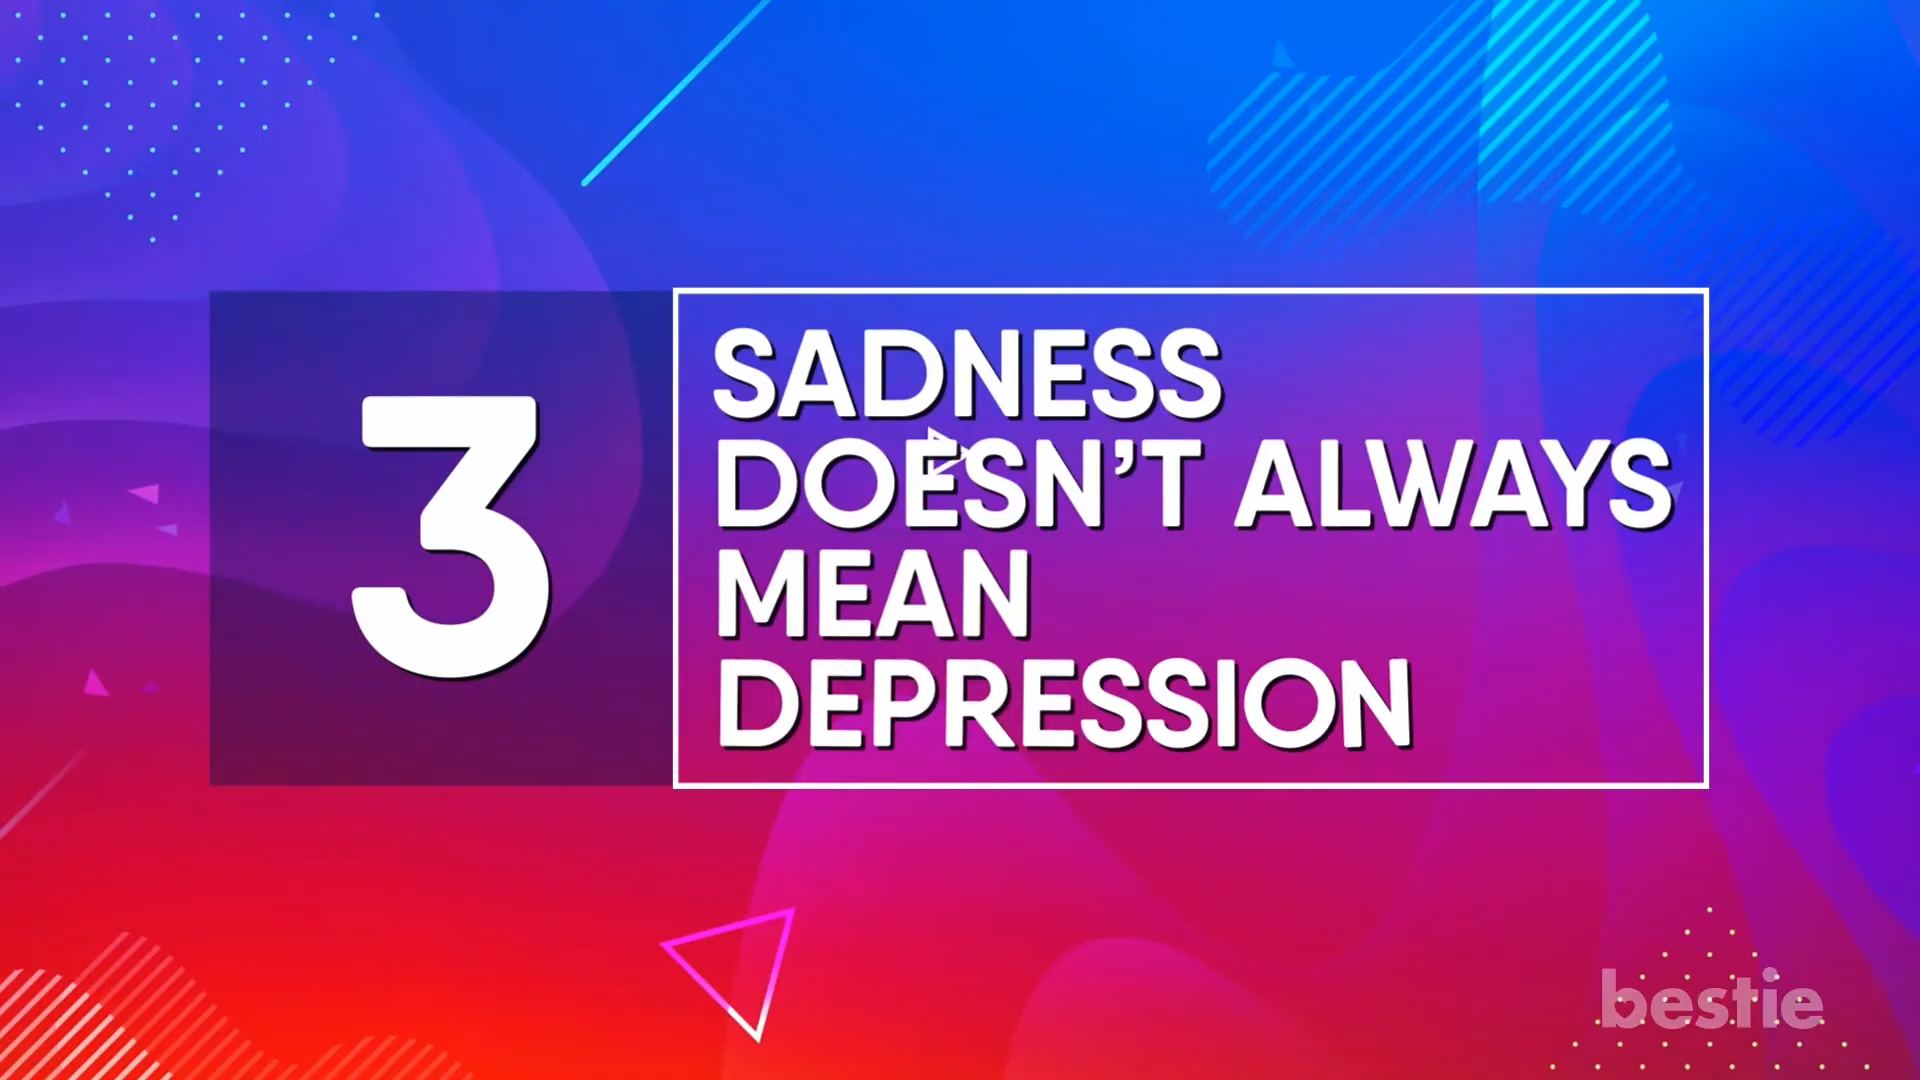 3
SADNESS
DOESN’T ALWAYS
MEAN
DEPRESSION
bestie